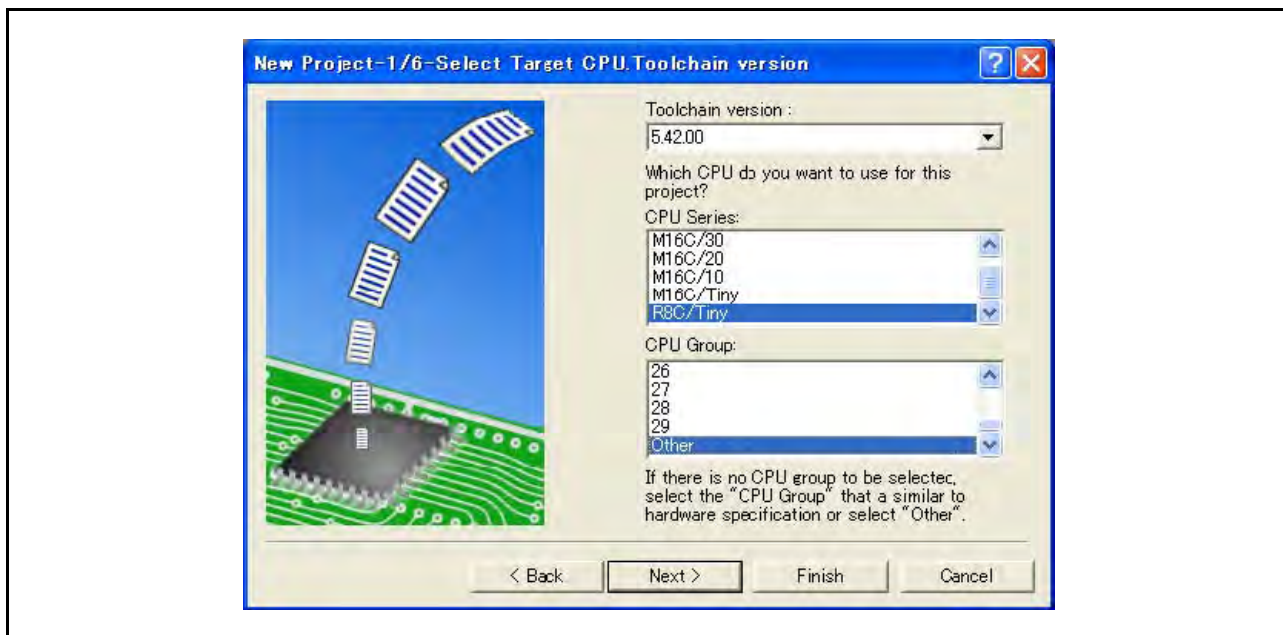 New Project-1/6-Select Target CPU.Toolchain version
Toolchain version :
5.42.00
Which CPU do you want to use for this
project?
CPU Series:
M16C/30
M16C/20
M16C/10
M16C/Tiny
R8C/Tiny
CPU Group:
26
27
28
29
Other
If there is no CPU group to be selected,
select the "CPU Group" that a similar to
hardware specification or select "Other".
< Back
Next >
Finish
Cancel